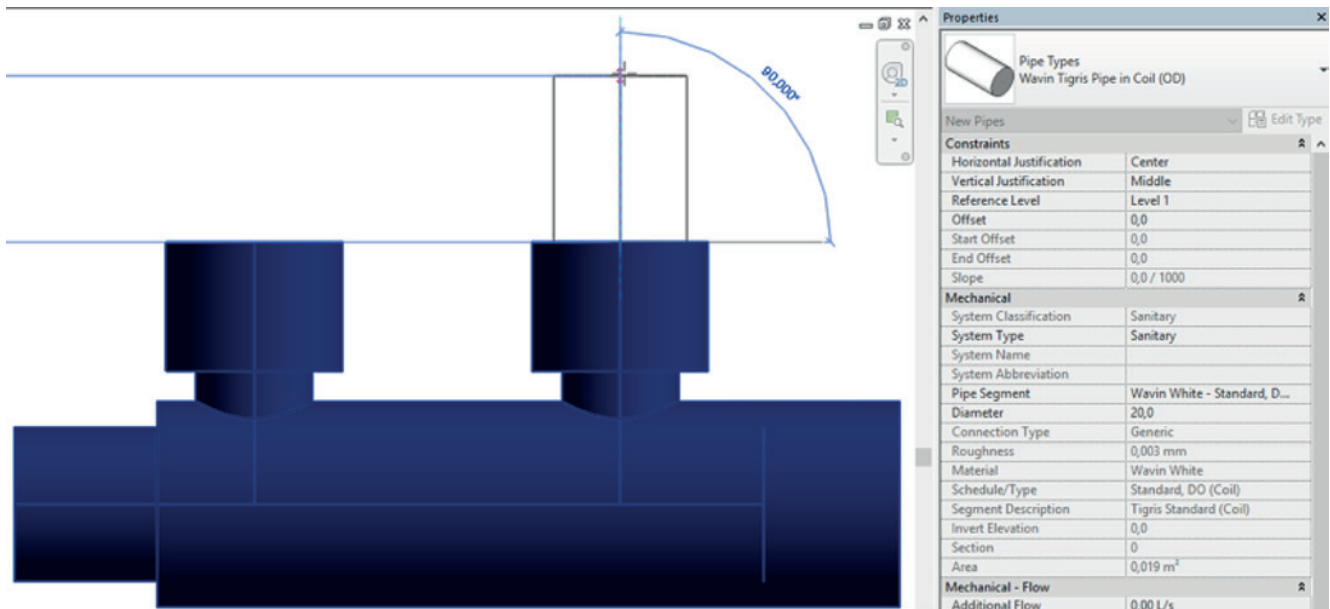 90,000°
2D
Properties
Pipe Types
Wavin Tigris Pipe in Coil (OD)
New Pipes
Edit Type
Constraints
Horizontal Justification Center
Vertical Justification Middle
Reference Level Level 1
Offset 0,0
Start Offset 0,0
End Offset 0,0
Slope 0,0 / 1000
Mechanical
System Classification Sanitary
System Type Sanitary
System Name
System Abbreviation
Pipe Segment Wavin White - Standard, D...
Diameter 20,0
Connection Type Generic
Roughness 0,003 mm
Material Wavin White
Schedule/Type Standard, DO (Coil)
Segment Description Tigris Standard (Coil)
Invert Elevation 0,0
Section 0
Area 0,019 m²
Mechanical - Flow
Additional Flow 0,00 L/s